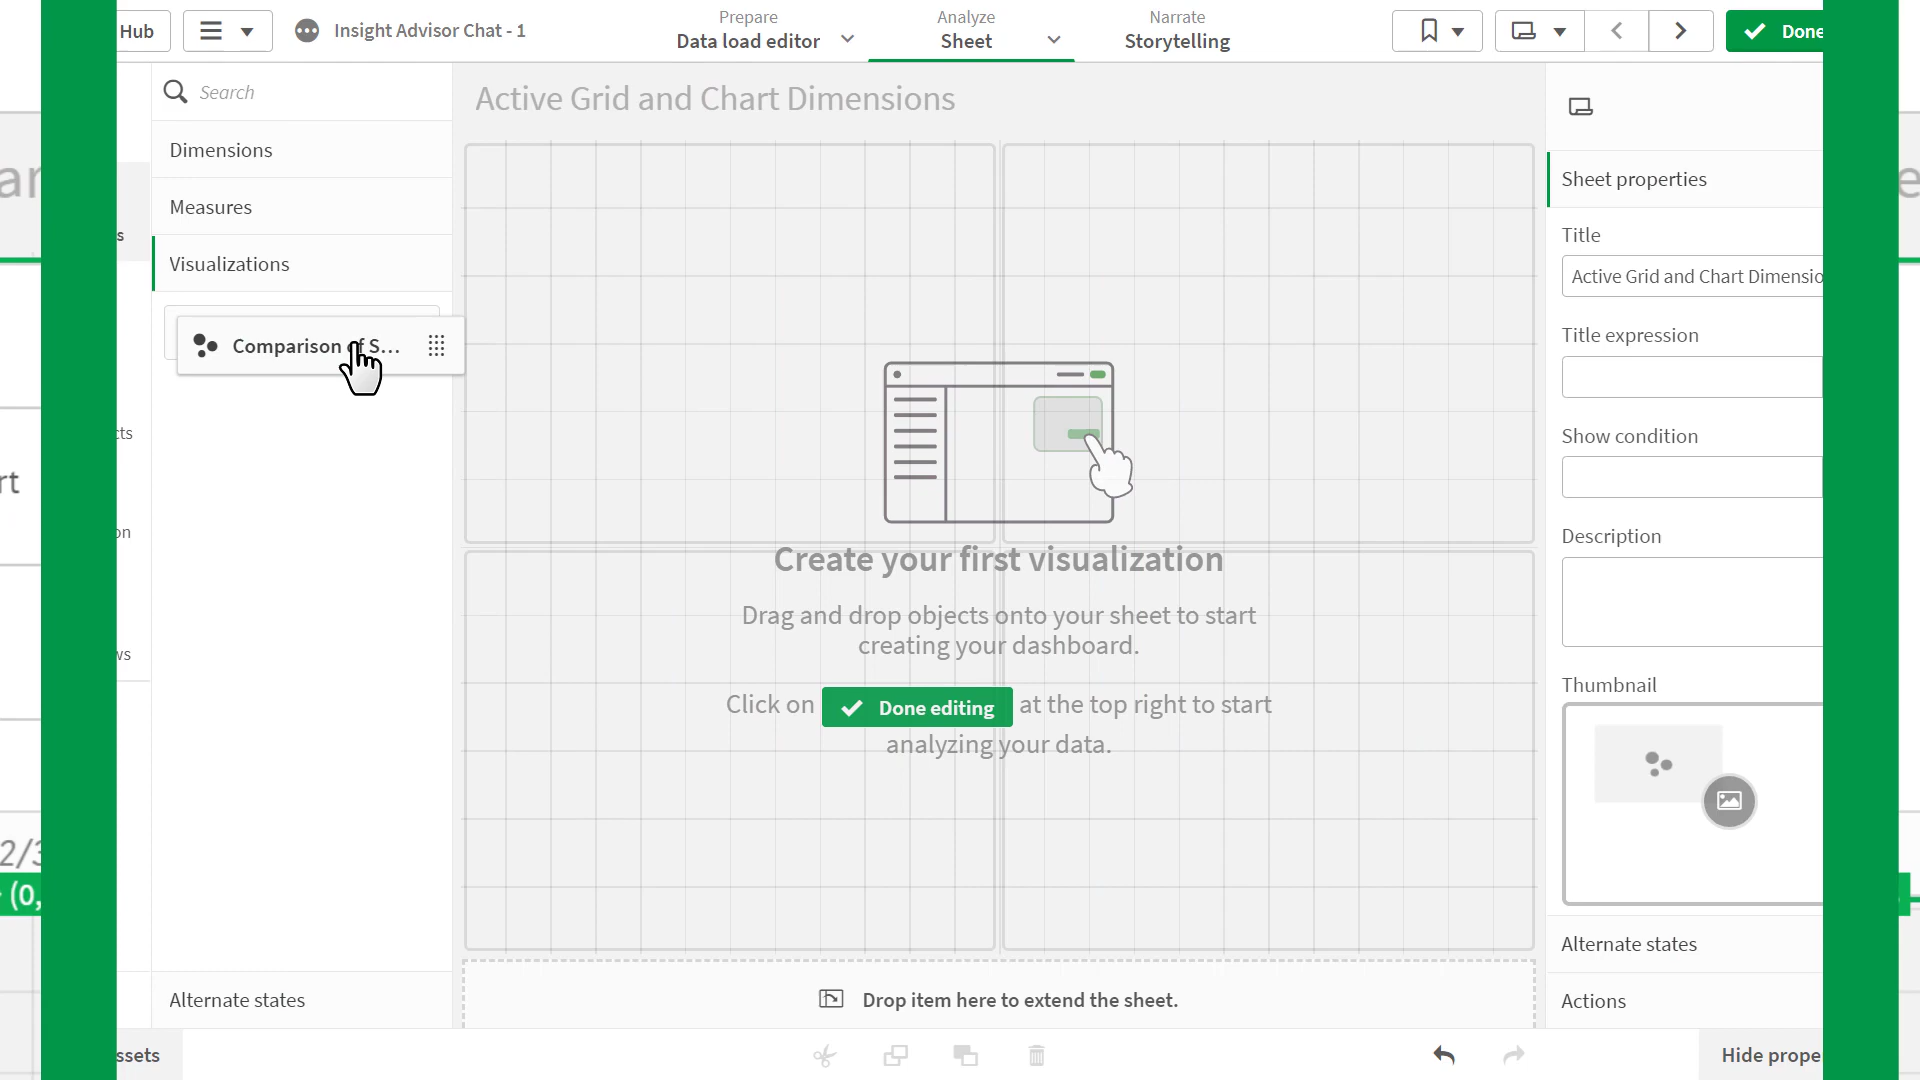 Hub
Insight Advisor Chat - 1
Prepare
Data load editor
Analyze
Sheet
Narrate
Storytelling
Done
Search
Dimensions
Measures
Visualizations
Comparison of S...
Alternate states
Active Grid and Chart Dimensions
Create your first visualization
Drag and drop objects onto your sheet to start
creating your dashboard.
Click on Done editing at the top right to start
analyzing your data.
Drop item here to extend the sheet.
Sheet properties
Title
Active Grid and Chart Dimensio
Title expression
Show condition
Description
Thumbnail
Alternate states
Actions
ssets
Hide prope